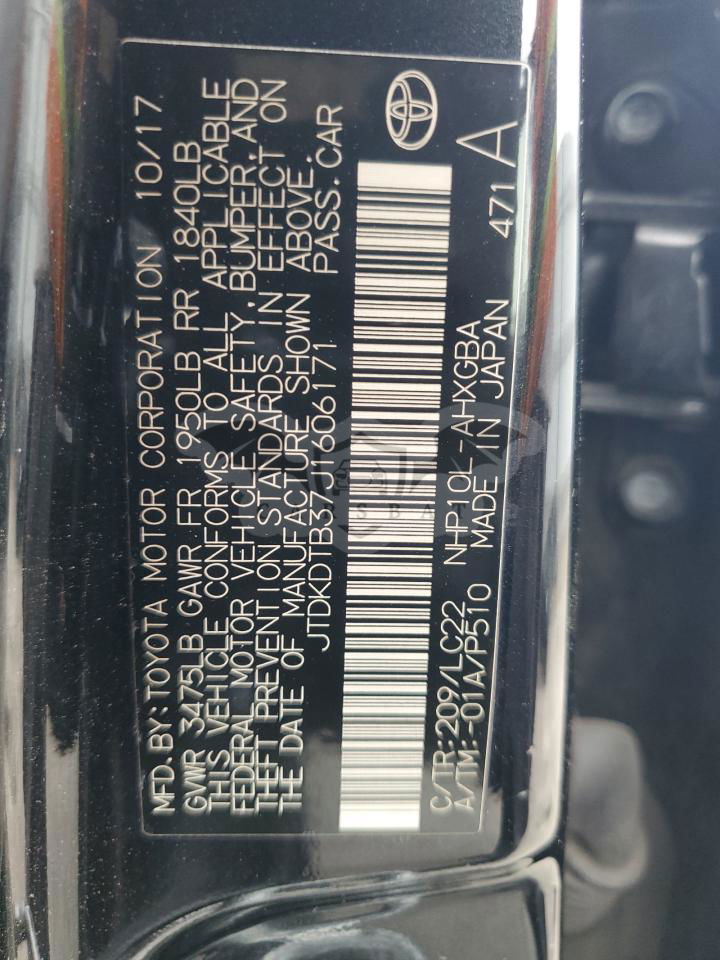 MFD.BY:TOYOTA MOTOR CORPORATION 10/17
GVWR 3475LB GAWR FR 1950LB RR 1840LB
THIS VEHICLE CONFORMS TO ALL APPLICABLE
FEDERAL MOTOR VEHICLE SAFETY,BUMPER,AND
THEFT PREVENTION STANDARDS IN EFFECT ON
THE DATE OF MANUFACTURE SHOWN ABOVE.
JTDKDTB37J1606171 PASS.CAR
C/TR:209/LC22 NHP10L-AHXGBA 471
A/TM:-01A/P510 MADE IN JAPAN A
CARSBAT